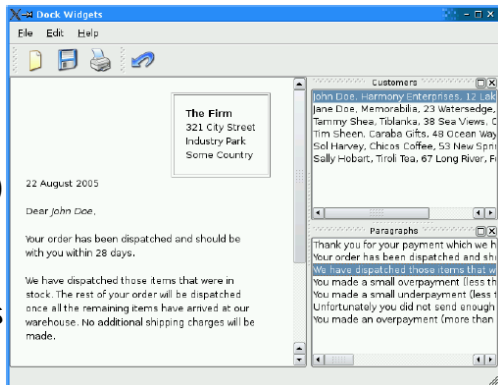 Dock Widgets
File Edit Help
The Firm
321 City Street
Industry Park
Some Country
22 August 2005
Dear John Doe,
Your order has been dispatched and should be
with you within 28 days.
We have dispatched those items that were in
stock. The rest of your order will be dispatched
once all the remaining items have arrived at our
warehouse. No additional shipping charges will be
made.
Customers
John Doe, Harmony Enterprises, 12 Lak
Jane Doe, Memorabilia, 23 Watersedge,
Tammy Shea, Tiblanka, 38 Sea Views, C
Tim Sheen, Caraba Gifts, 48 Ocean Way
Sol Harvey, Chicos Coffee, 53 New Spri
Sally Hobart, Tiroli Tea, 67 Long River, F
Paragraphs
Thank you for your payment which we h
Your order has been dispatched and sho
We have dispatched those items that w
You made a small overpayment (less th
You made a small underpayment (less t
Unfortunately you did not send enough
You made an overpayment (more than